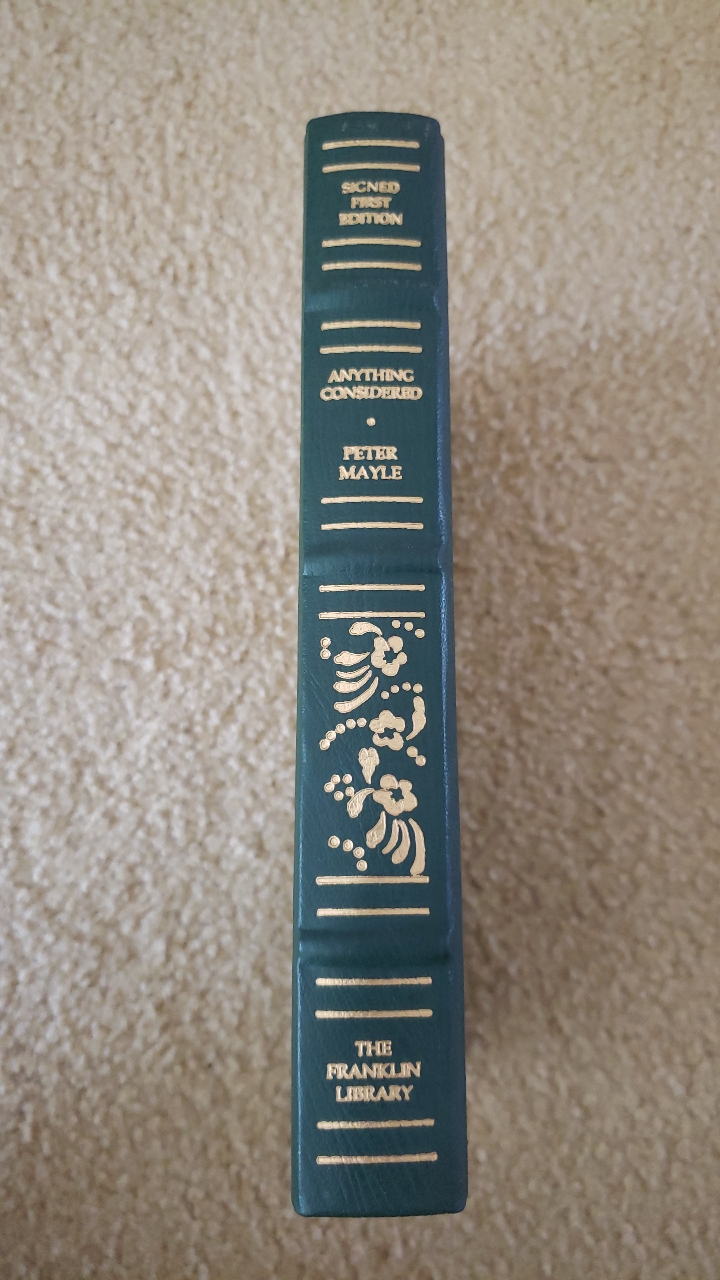 SIGNED
FIRST
EDITION
ANYTHING
CONSIDERED
PETER
MAYLE
THE
FRANKLIN
LIBRARY